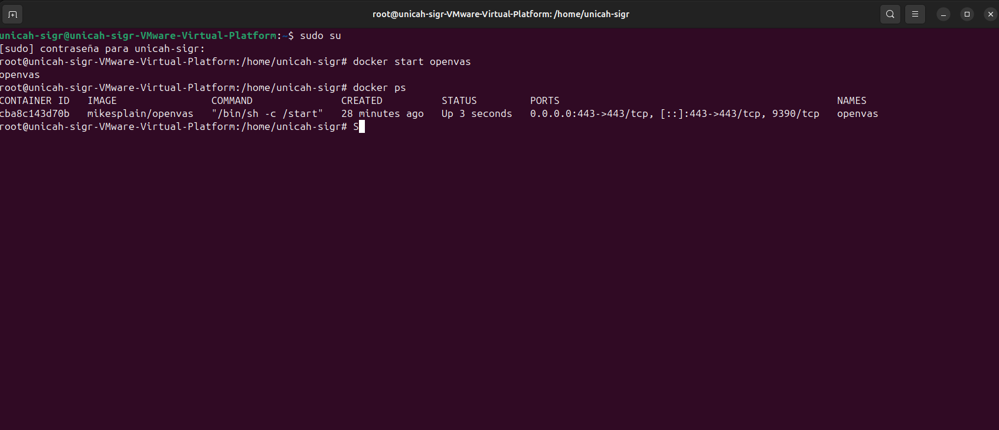 root@unicah-sigr-VMware-Virtual-Platform: /home/unicah-sigr
unicah-sigr@unicah-sigr-VMware-Virtual-Platform:~$ sudo su
[sudo] contraseña para unicah-sigr:
root@unicah-sigr-VMware-Virtual-Platform:/home/unicah-sigr# docker start openvas
openvas
root@unicah-sigr-VMware-Virtual-Platform:/home/unicah-sigr# docker ps
CONTAINER ID   IMAGE                COMMAND               CREATED          STATUS         PORTS                                               NAMES
cba8c143d70b   mikesplain/openvas   "/bin/sh -c /start"   28 minutes ago   Up 3 seconds   0.0.0.0:443->443/tcp, [::]:443->443/tcp, 9390/tcp   openvas
root@unicah-sigr-VMware-Virtual-Platform:/home/unicah-sigr# S